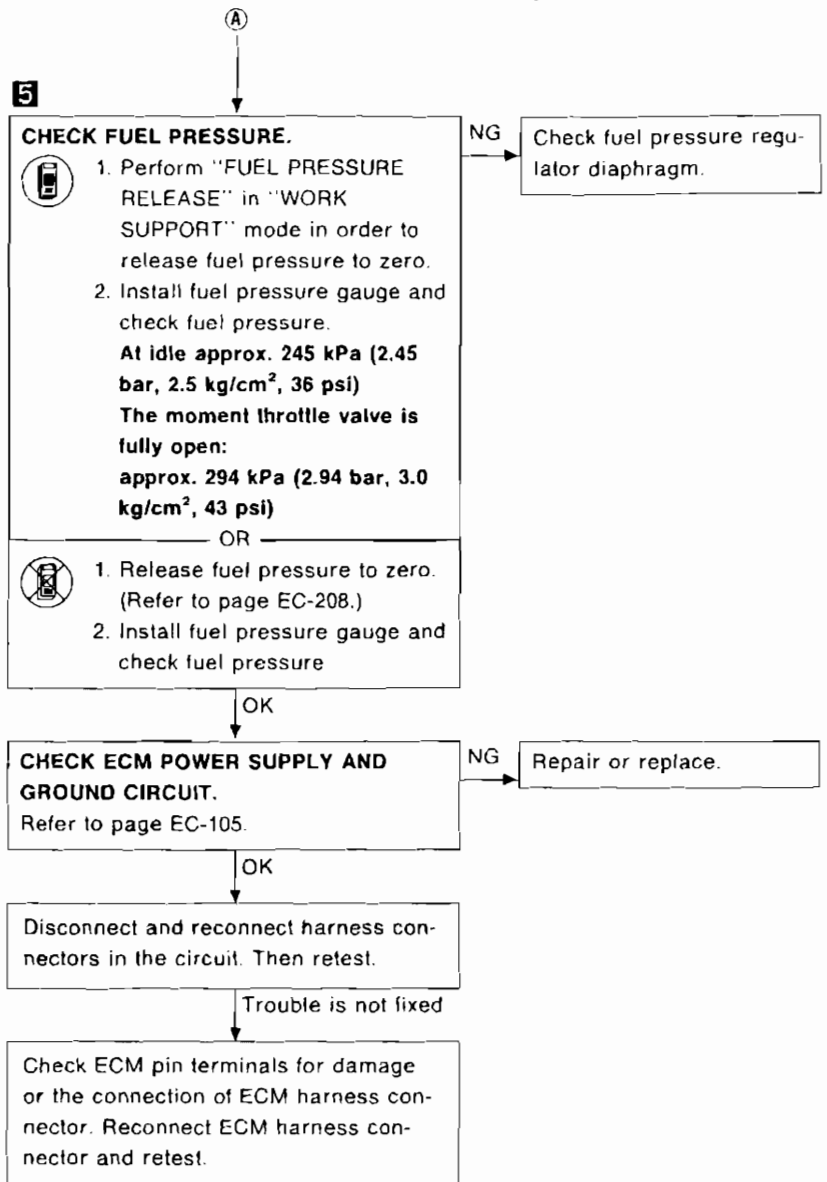 A
5
CHECK FUEL PRESSURE.
1. Perform "FUEL PRESSURE
RELEASE" in "WORK
SUPPORT" mode in order to
release fuel pressure to zero.
2. Install fuel pressure gauge and
check fuel pressure.
At idle approx. 245 kPa (2.45
bar, 2.5 kg/cm², 36 psi)
The moment throttle valve is
fully open:
approx. 294 kPa (2.94 bar, 3.0
kg/cm², 43 psi)
OR
1. Release fuel pressure to zero.
(Refer to page EC-208.)
2. Install fuel pressure gauge and
check fuel pressure
NG
Check fuel pressure regu-
lator diaphragm.
OK
CHECK ECM POWER SUPPLY AND
GROUND CIRCUIT.
Refer to page EC-105.
NG
Repair or replace.
OK
Disconnect and reconnect harness con-
nectors in the circuit. Then retest.
Trouble is not fixed
Check ECM pin terminals for damage
or the connection of ECM harness con-
nector. Reconnect ECM harness con-
nector and retest.